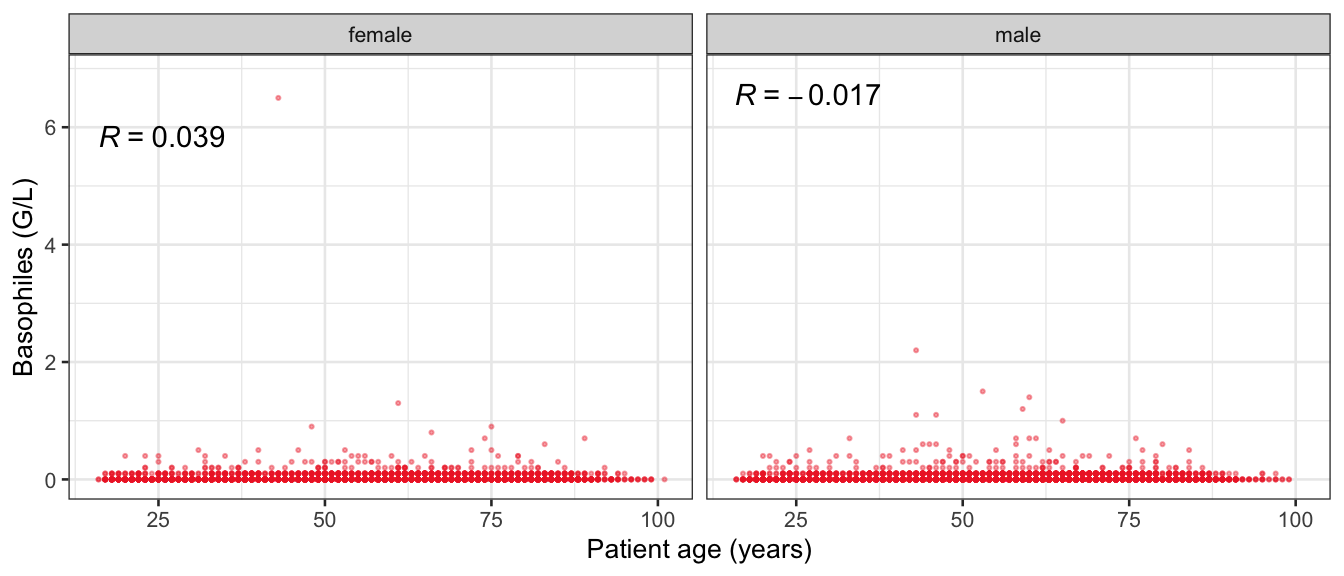 female
male
R = 0.039
R = −0.017
Basophiles (G/L)
6
4
2
0
25
50
75
100
25
50
75
100
Patient age (years)